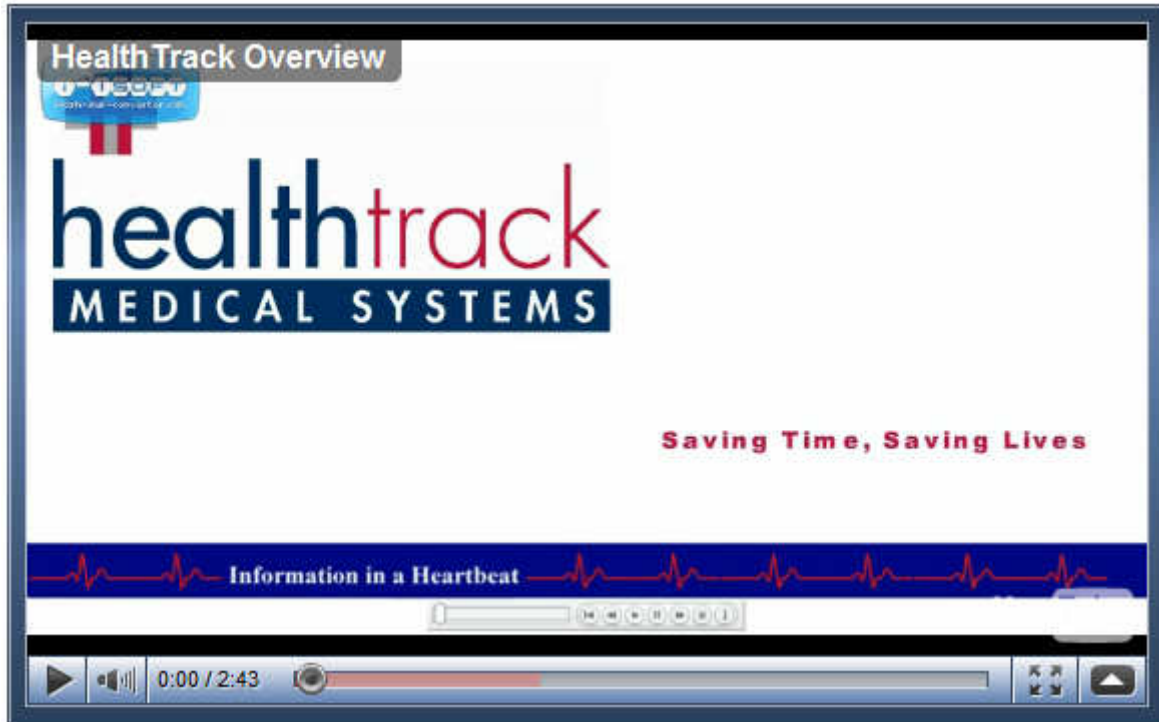 HealthTrack Overview
healthtrack
MEDICAL SYSTEMS
Saving Time, Saving Lives
Information in a Heartbeat
0:00 / 2:43